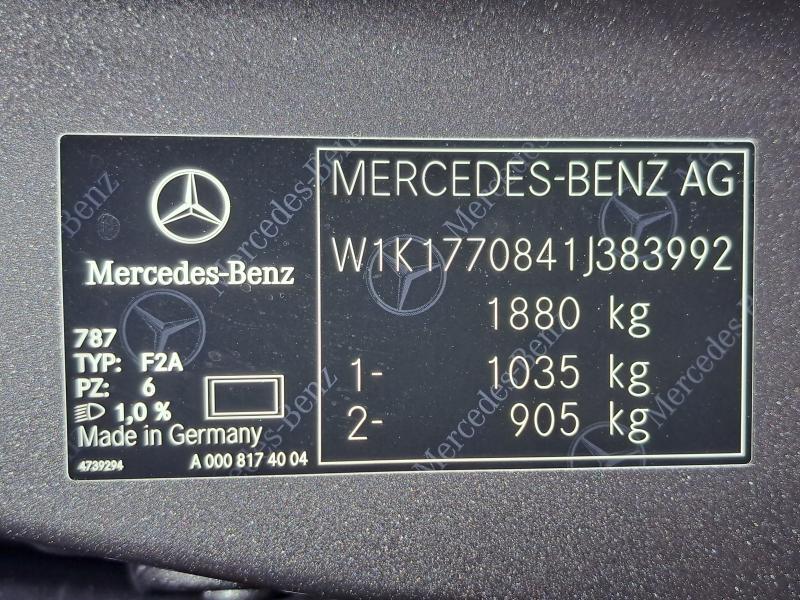 Mercedes-Benz
787
TYP: F2A
PZ: 6
1,0 %
Made in Germany
4739294
A 000 817 40 04
MERCEDES-BENZ AG
W1K1770841J383992
1880 kg
1- 1035 kg
2- 905 kg